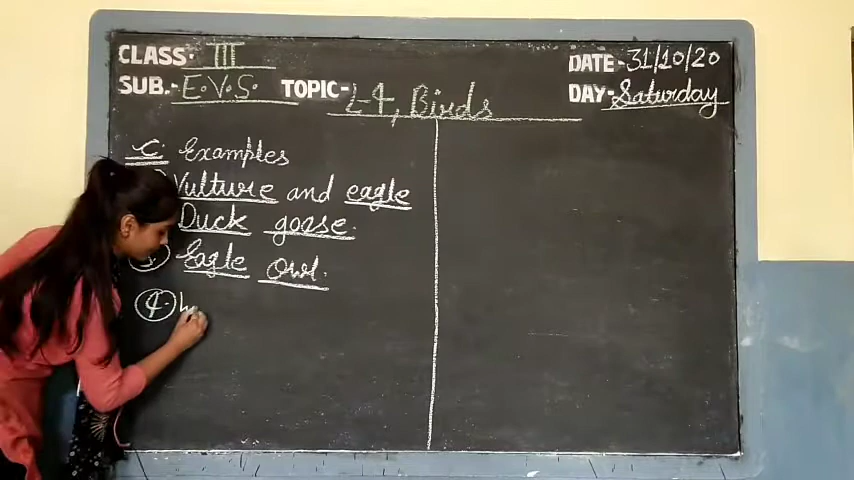 CLASS- III
SUB.- E.V.S. TOPIC- L-4, Birds
DATE- 31/10/20
DAY- Saturday
C. Examples
Vulture and eagle
Duck goose
Eagle owl
4.